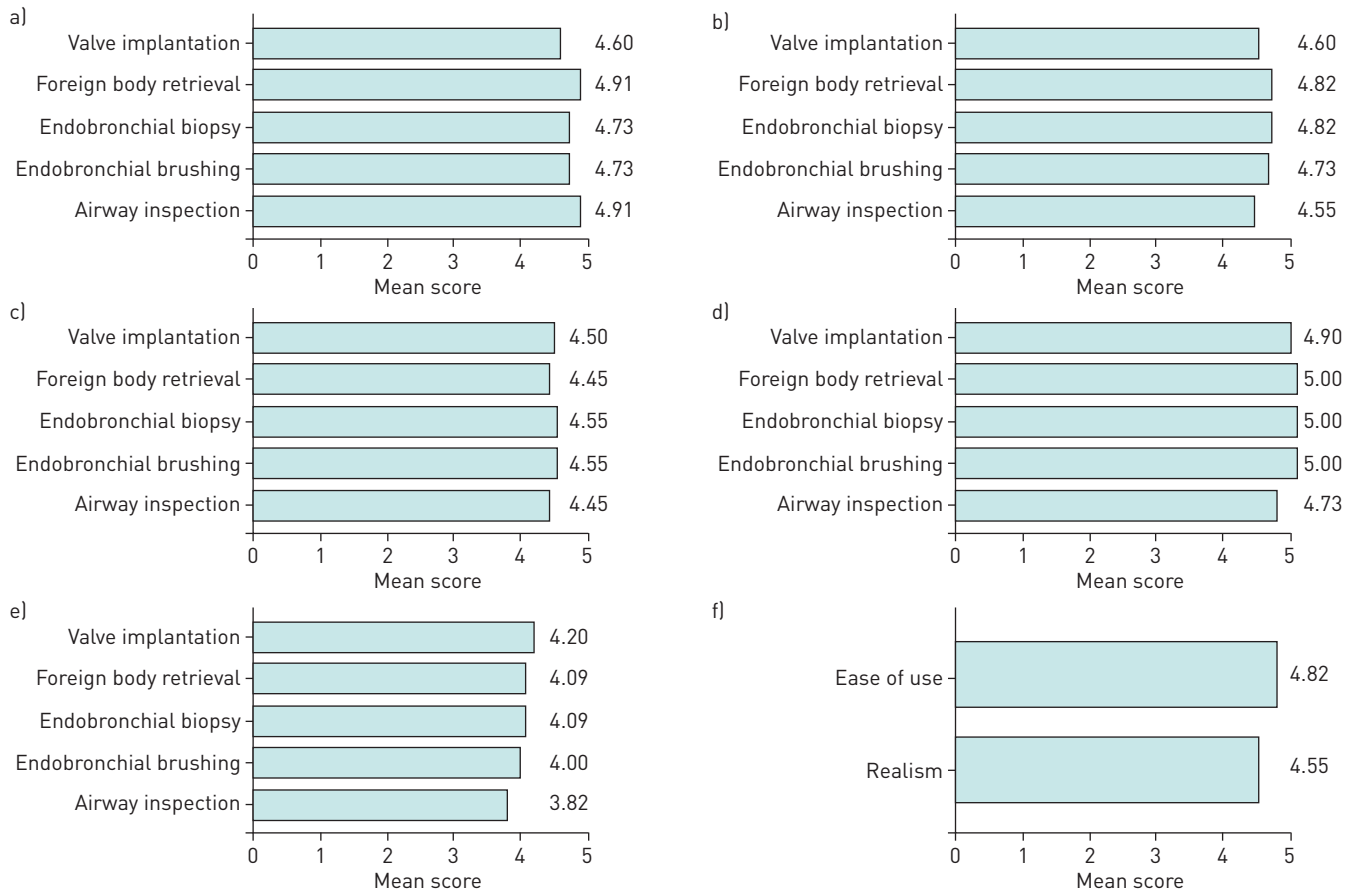 a)
Valve implantation 4.60
Foreign body retrieval 4.91
Endobronchial biopsy 4.73
Endobronchial brushing 4.73
Airway inspection 4.91
0 1 2 3 4 5
Mean score
b)
Valve implantation 4.60
Foreign body retrieval 4.82
Endobronchial biopsy 4.82
Endobronchial brushing 4.73
Airway inspection 4.55
0 1 2 3 4 5
Mean score
c)
Valve implantation 4.50
Foreign body retrieval 4.45
Endobronchial biopsy 4.55
Endobronchial brushing 4.55
Airway inspection 4.45
0 1 2 3 4 5
Mean score
d)
Valve implantation 4.90
Foreign body retrieval 5.00
Endobronchial biopsy 5.00
Endobronchial brushing 5.00
Airway inspection 4.73
0 1 2 3 4 5
Mean score
e)
Valve implantation 4.20
Foreign body retrieval 4.09
Endobronchial biopsy 4.09
Endobronchial brushing 4.00
Airway inspection 3.82
0 1 2 3 4 5
Mean score
f)
Ease of use 4.82
Realism 4.55
0 1 2 3 4 5
Mean score